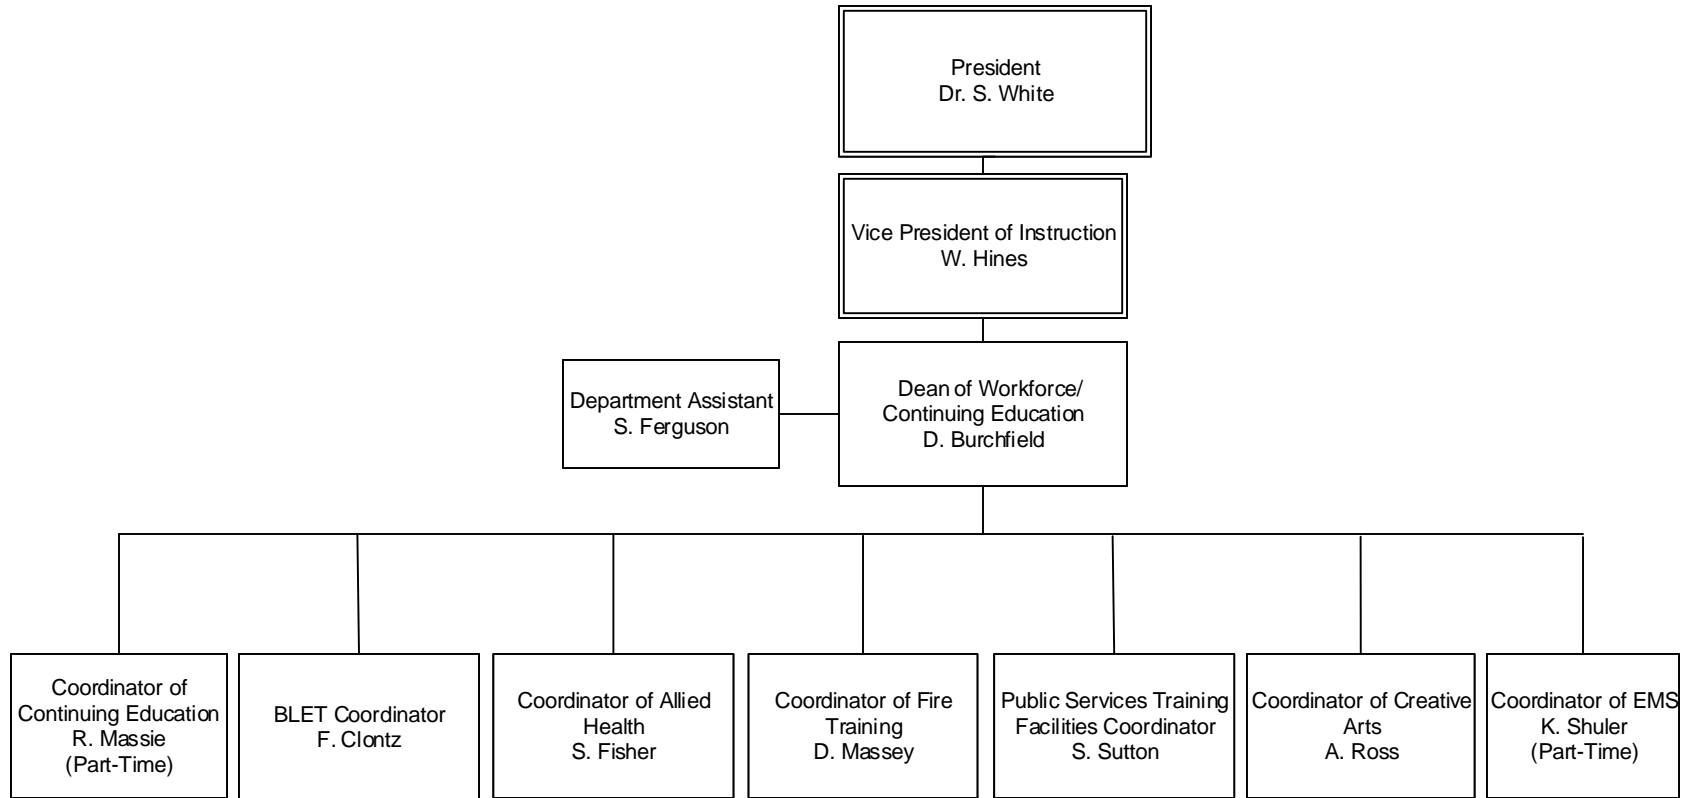 President
Dr. S. White
Vice President of Instruction
W. Hines
Department Assistant
S. Ferguson
Dean of Workforce/
Continuing Education
D. Burchfield
Coordinator of
Continuing Education
R. Massie
(Part-Time)
BLET Coordinator
F. Clontz
Coordinator of Allied
Health
S. Fisher
Coordinator of Fire
Training
D. Massey
Public Services Training
Facilities Coordinator
S. Sutton
Coordinator of Creative
Arts
A. Ross
Coordinator of EMS
K. Shuler
(Part-Time)